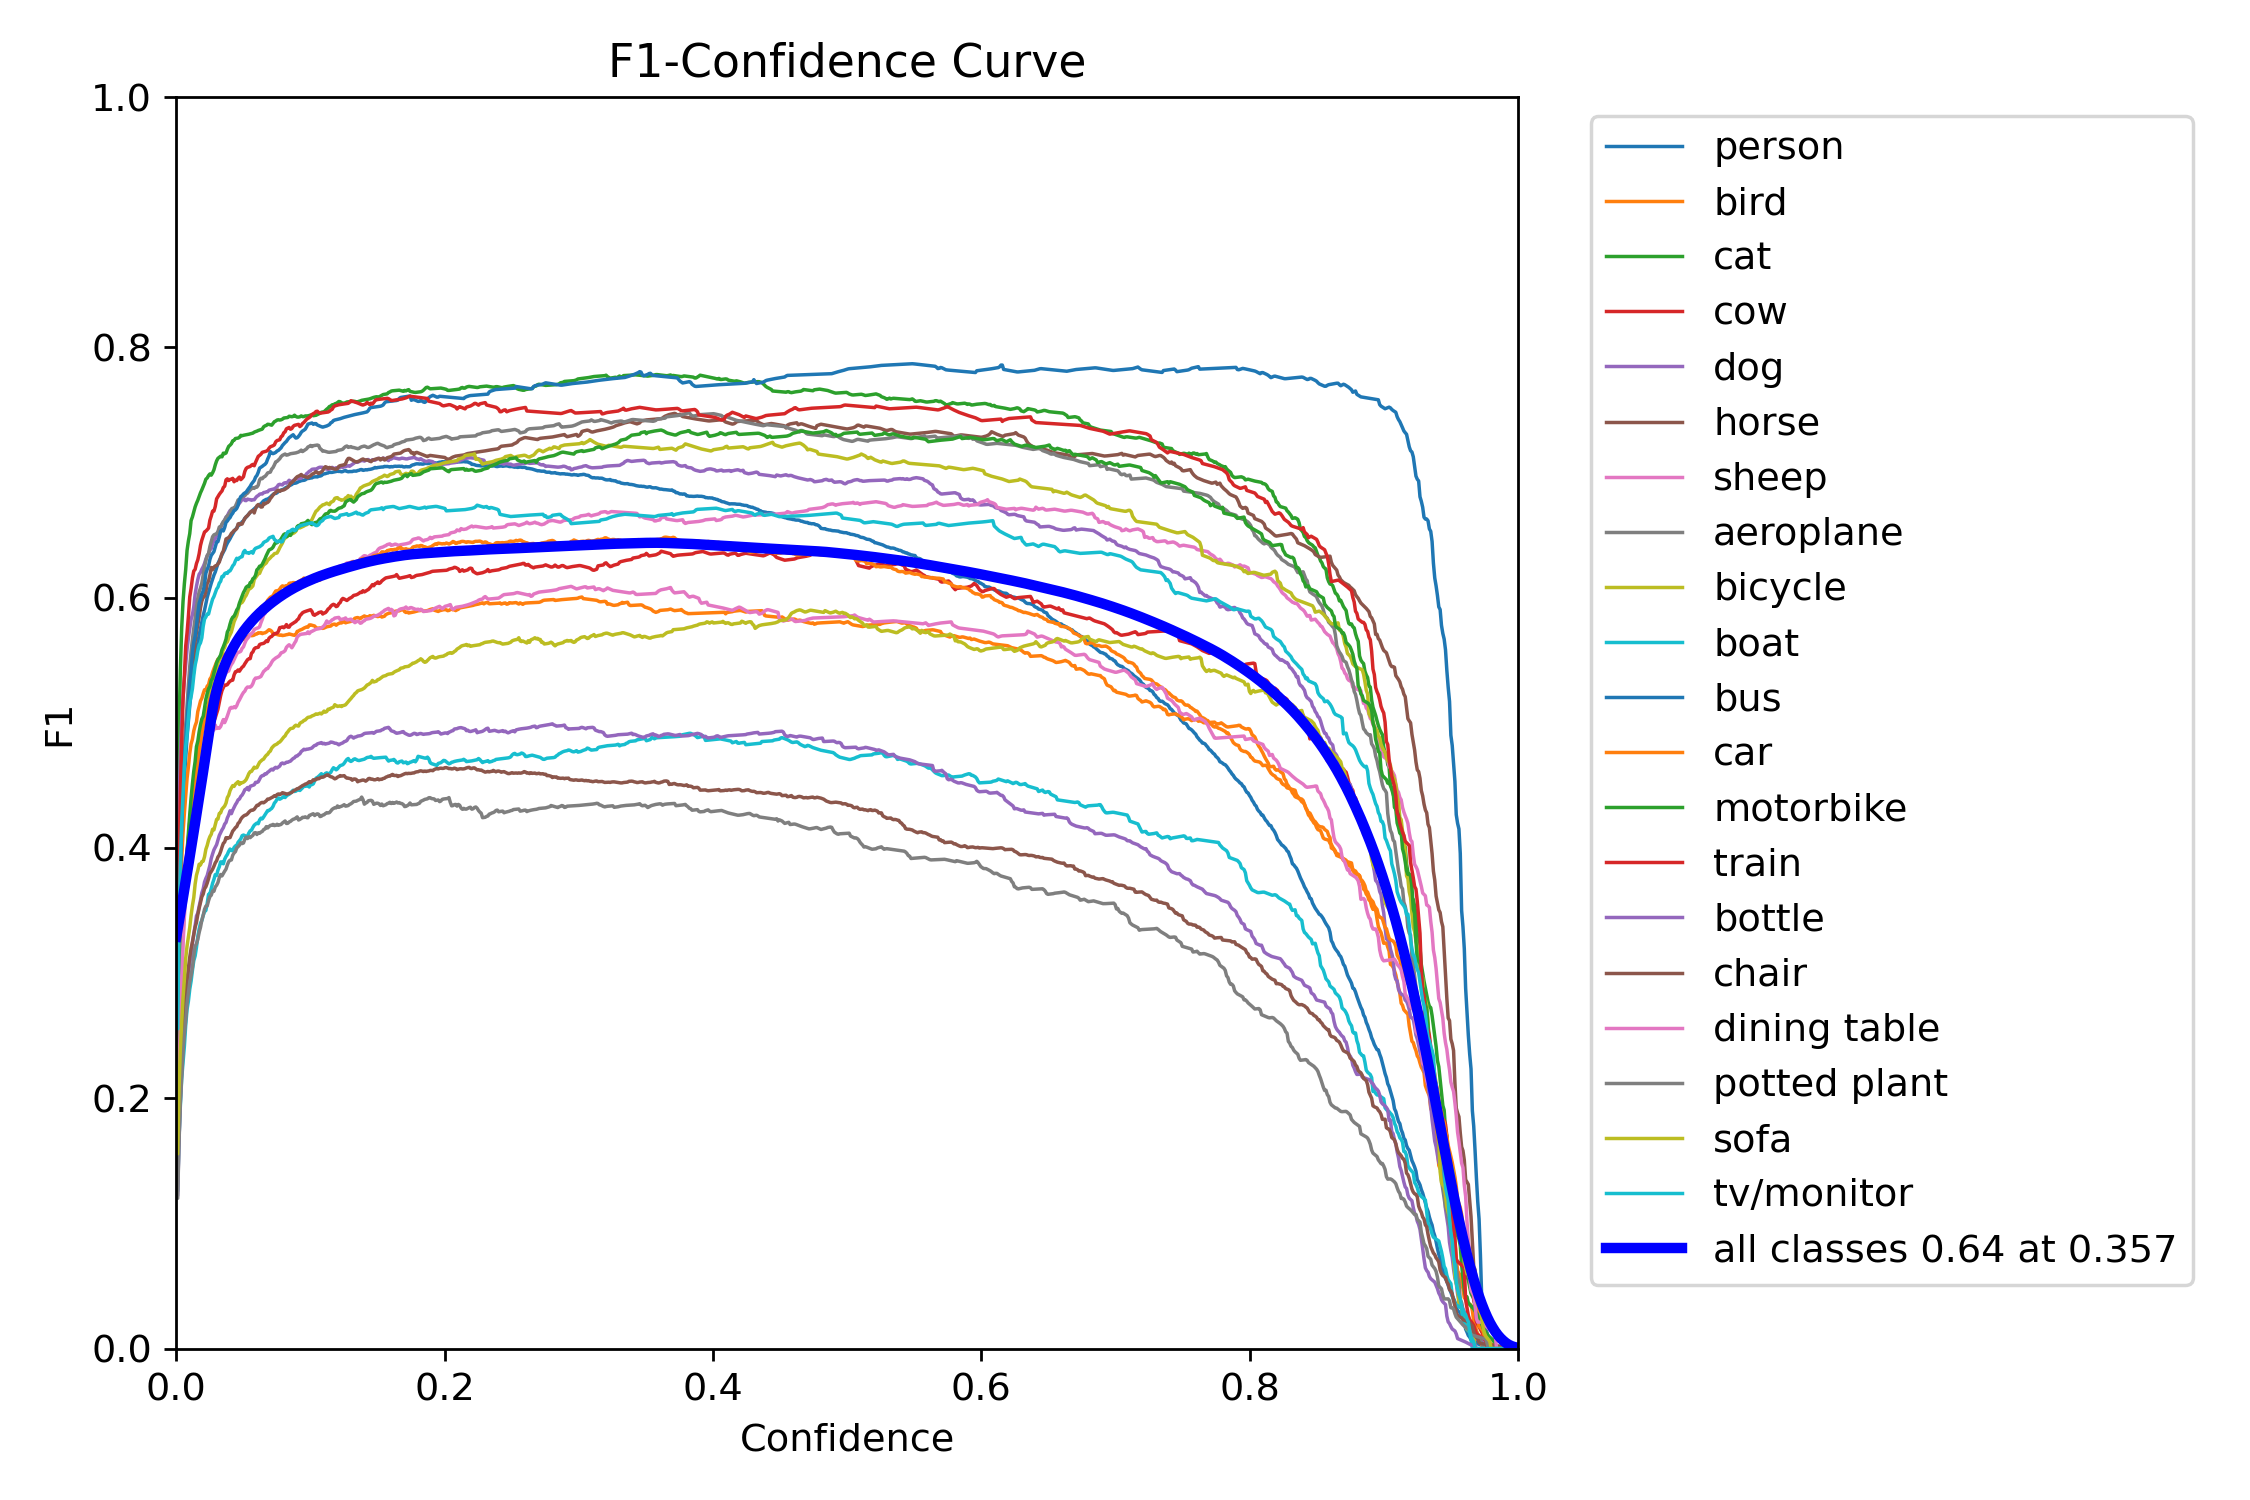 F1-Confidence Curve
1.0
0.8
0.6
0.4
0.2
0.0
F1
0.0 0.2 0.4 0.6 0.8 1.0
Confidence
person
bird
cat
cow
dog
horse
sheep
aeroplane
bicycle
boat
bus
car
motorbike
train
bottle
chair
dining table
potted plant
sofa
tv/monitor
all classes 0.64 at 0.357